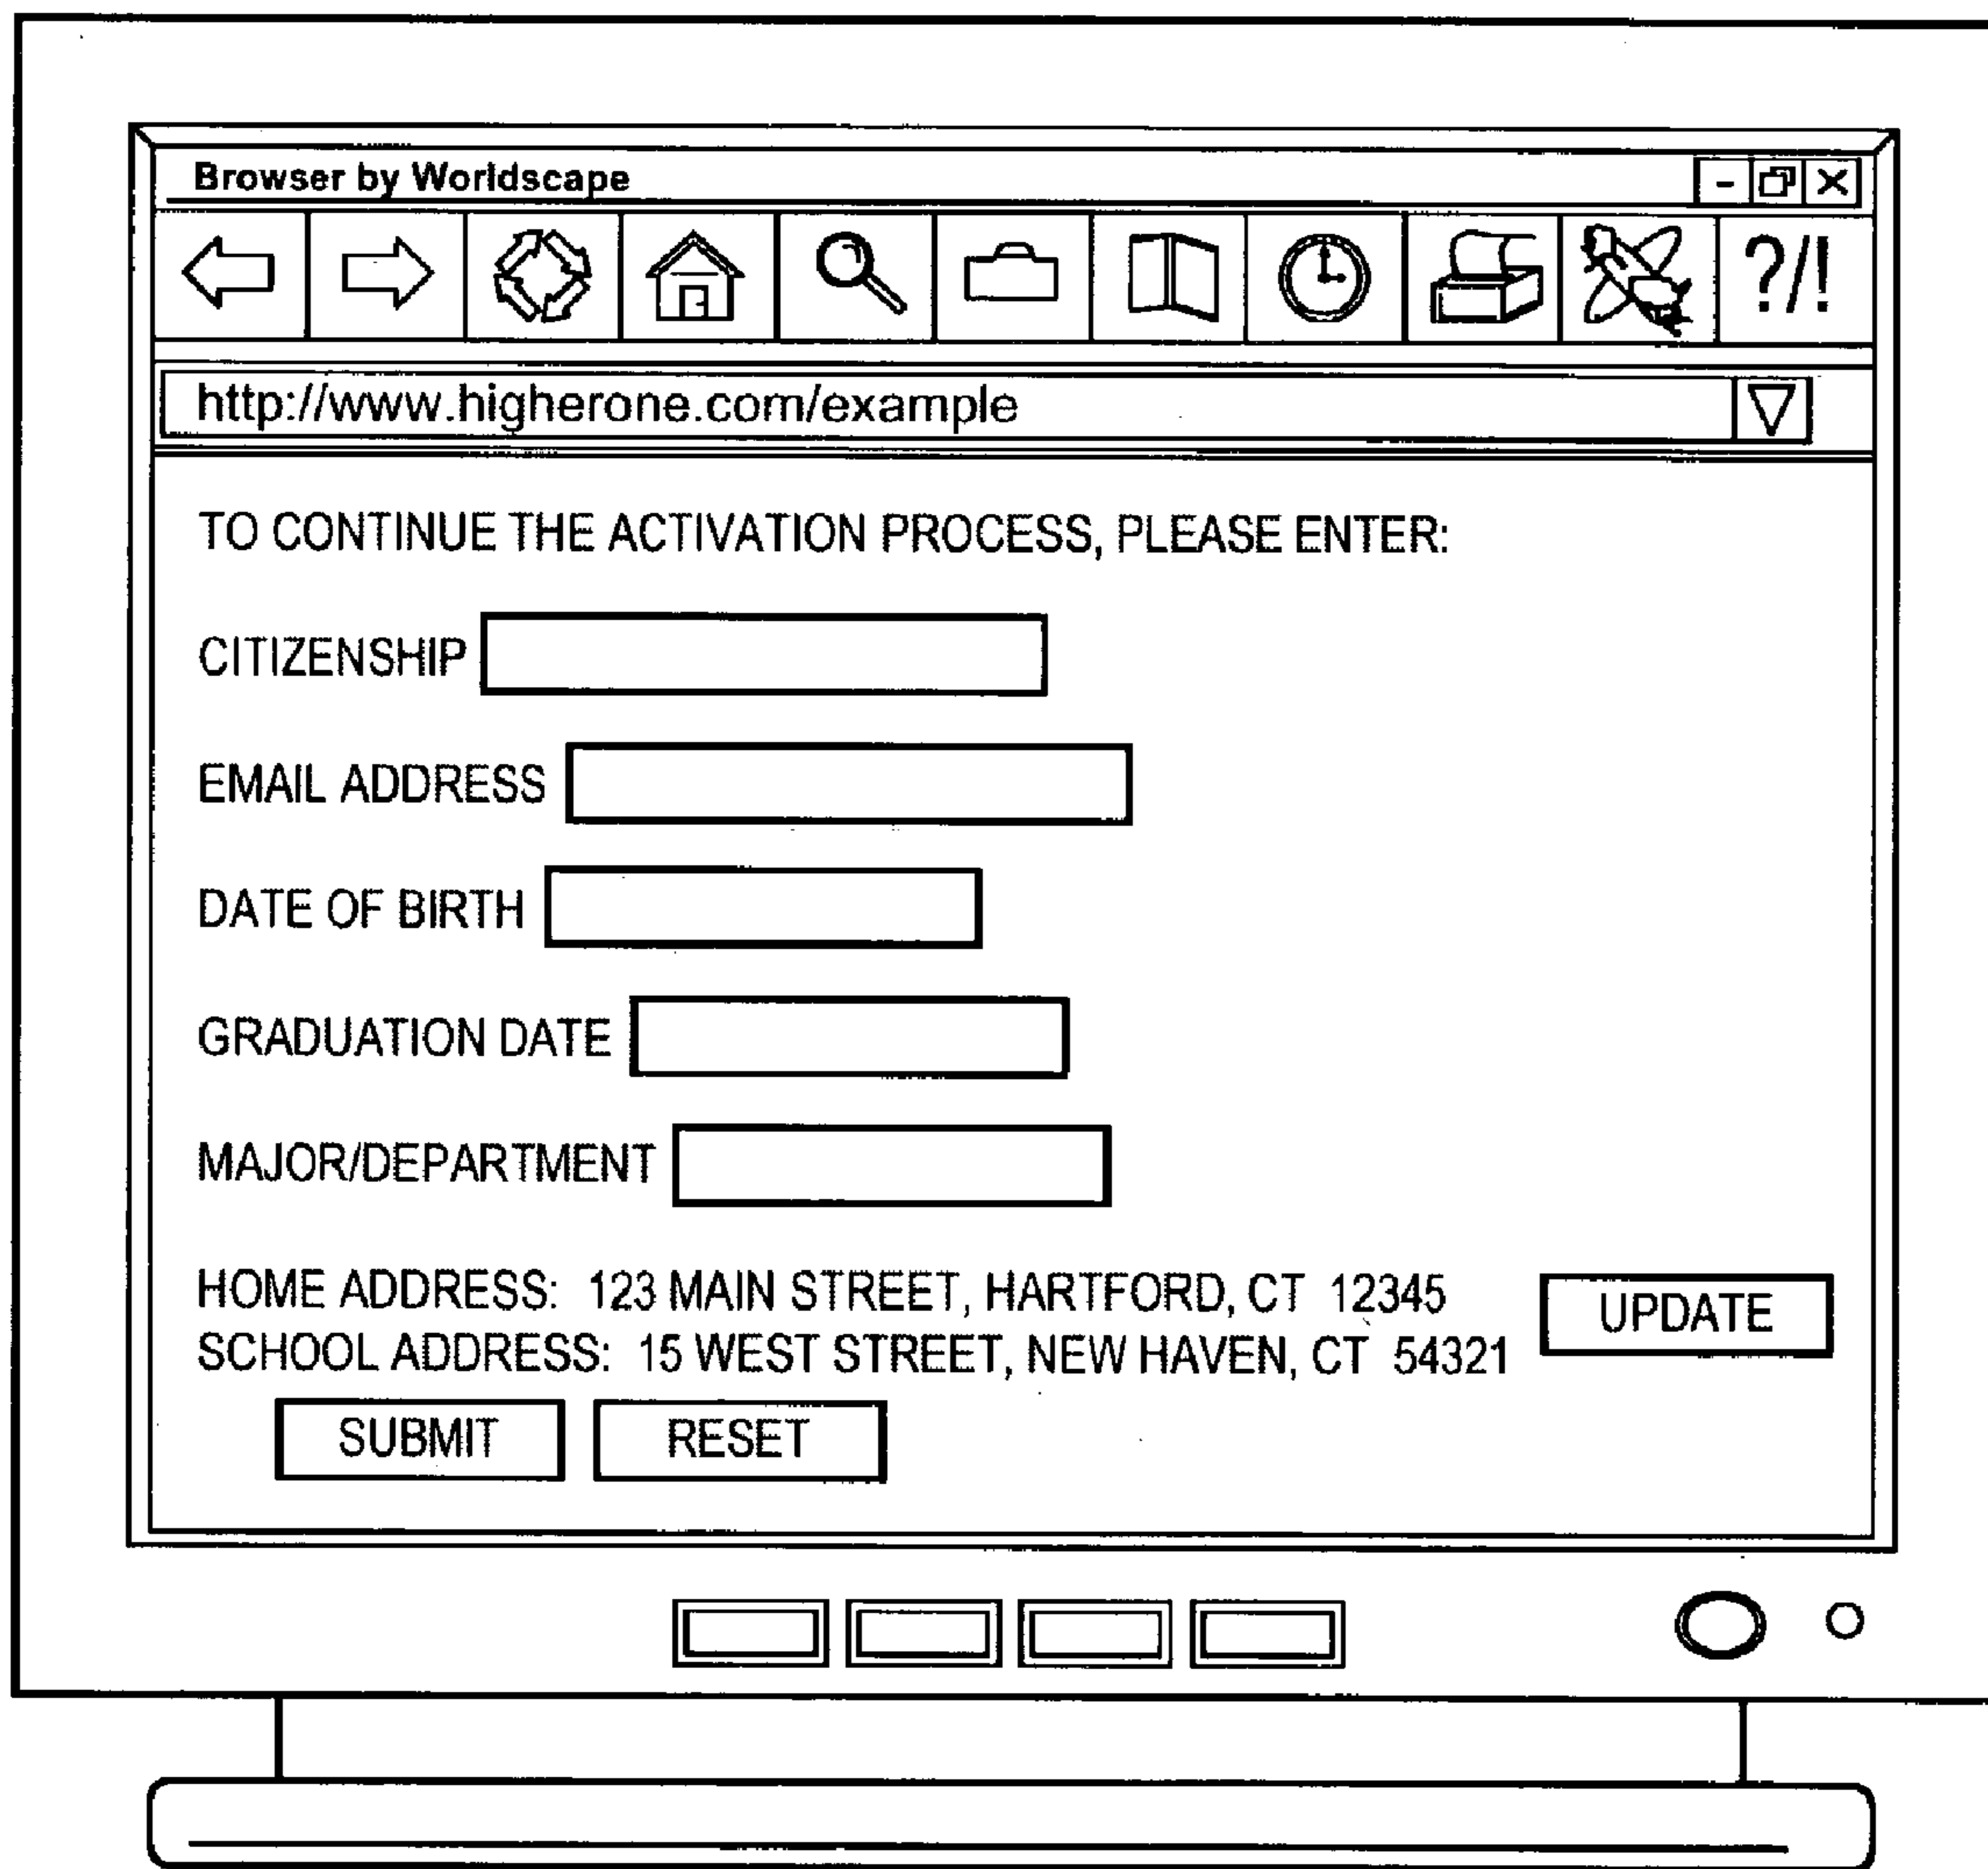 Browser by Worldscape
?/!
http://www.higherone.com/example
TO CONTINUE THE ACTIVATION PROCESS, PLEASE ENTER:
CITIZENSHIP
EMAIL ADDRESS
DATE OF BIRTH
GRADUATION DATE
MAJOR/DEPARTMENT
HOME ADDRESS: 123 MAIN STREET, HARTFORD, CT 12345
UPDATE
SCHOOL ADDRESS: 15 WEST STREET, NEW HAVEN, CT 54321
SUBMIT RESET